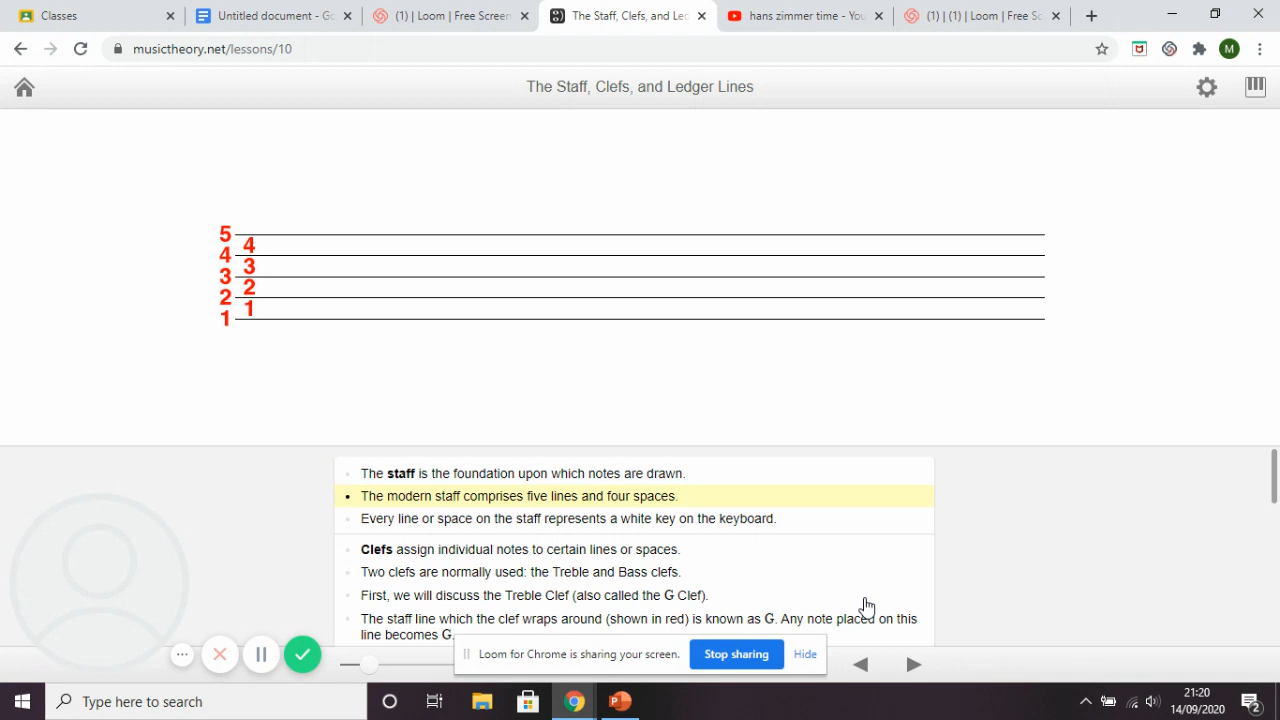 Classes
Untitled document - Go
(1) | Loom | Free Screen
The Staff, Clefs, and Led
hans zimmer time - You
(1) | (1) | Loom | Free Sc
musictheory.net/lessons/10
M
The Staff, Clefs, and Ledger Lines
5
4
4
3
3
2
2
1
1
The staff is the foundation upon which notes are drawn.
The modern staff comprises five lines and four spaces.
Every line or space on the staff represents a white key on the keyboard.
Clefs assign individual notes to certain lines or spaces.
Two clefs are normally used: the Treble and Bass clefs.
First, we will discuss the Treble Clef (also called the G Clef).
The staff line which the clef wraps around (shown in red) is known as G. Any note placed on this
line becomes G.
Loom for Chrome is sharing your screen.
Stop sharing
Hide
Type here to search
21:20
14/09/2020
2